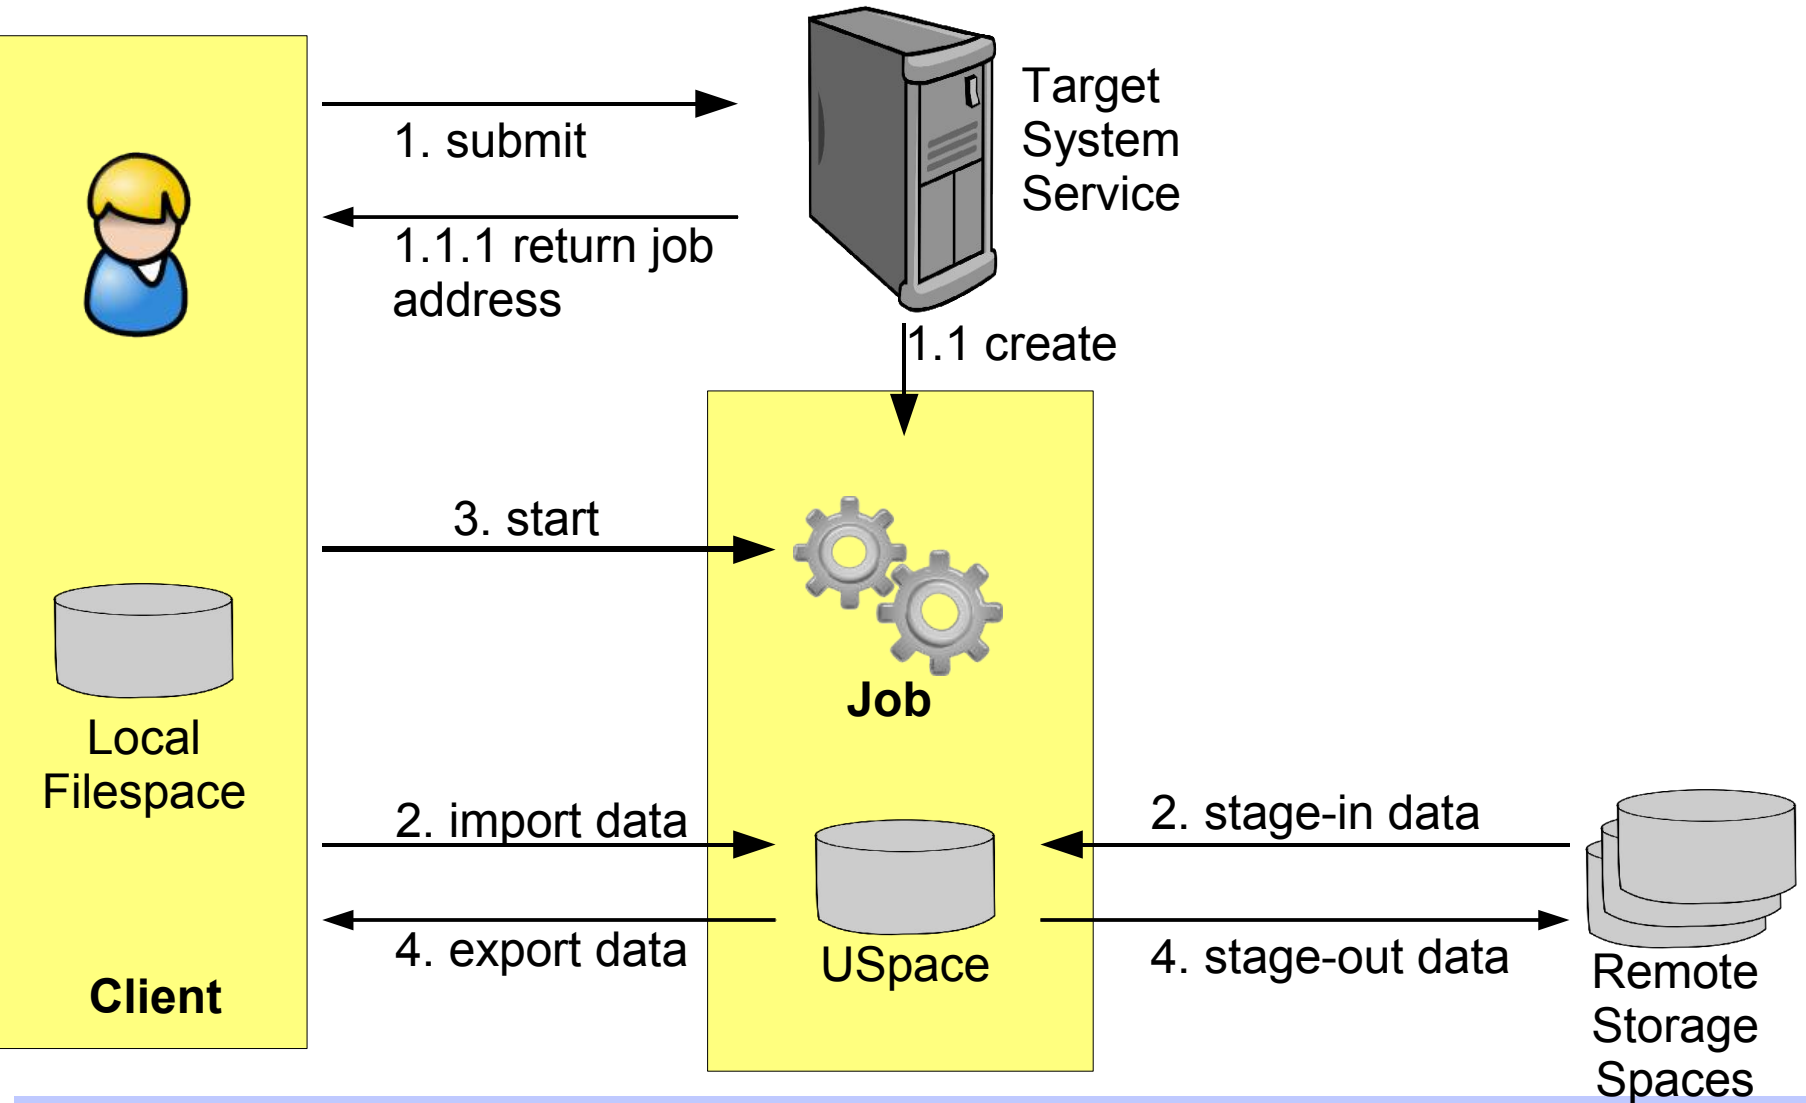 Target
System
Service
1. submit
1.1.1 return job
address
1.1 create
3. start
Job
Local
Filespace
2. import data
2. stage-in data
4. export data
USpace
4. stage-out data
Client
Remote
Storage
Spaces